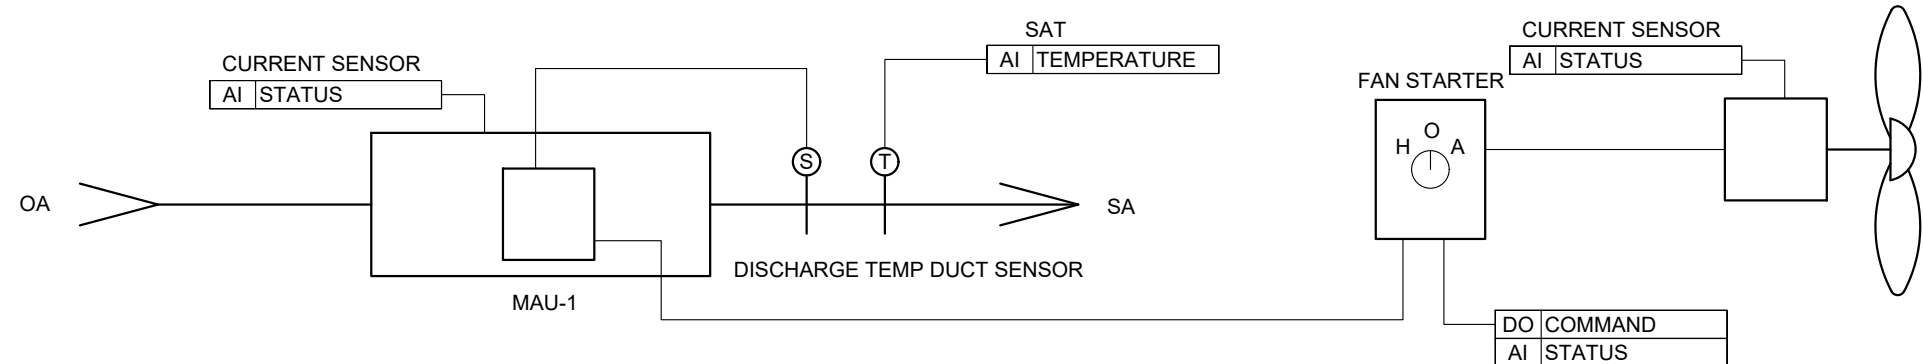 SAT
AI TEMPERATURE
CURRENT SENSOR
AI STATUS
CURRENT SENSOR
AI STATUS
FAN STARTER
H O A
S
T
OA
SA
DISCHARGE TEMP DUCT SENSOR
MAU-1
DO COMMAND
AI STATUS